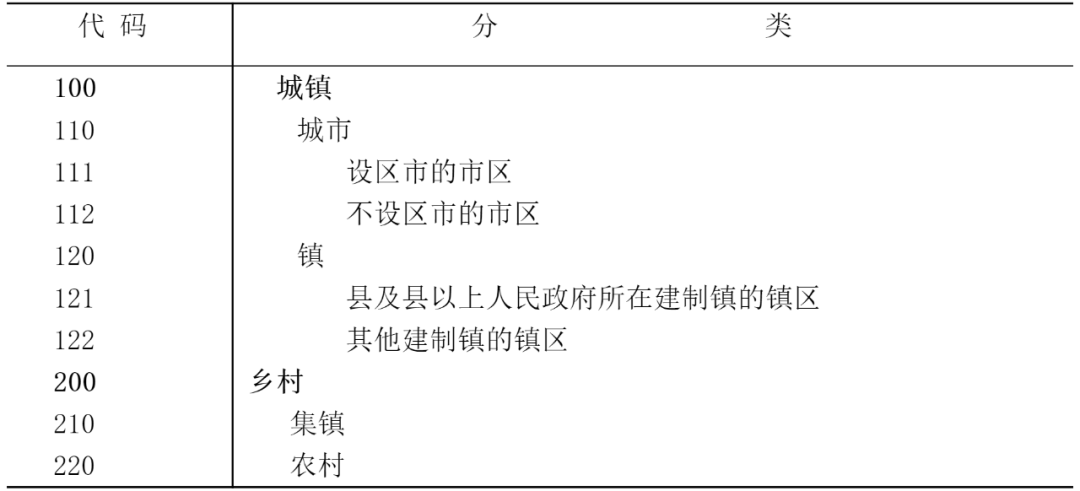 代码 分类
100 城镇
110 城市
111 设区市的市区
112 不设区市的市区
120 镇
121 县及县以上人民政府所在建制镇的镇区
122 其他建制镇的镇区
200 乡村
210 集镇
220 农村